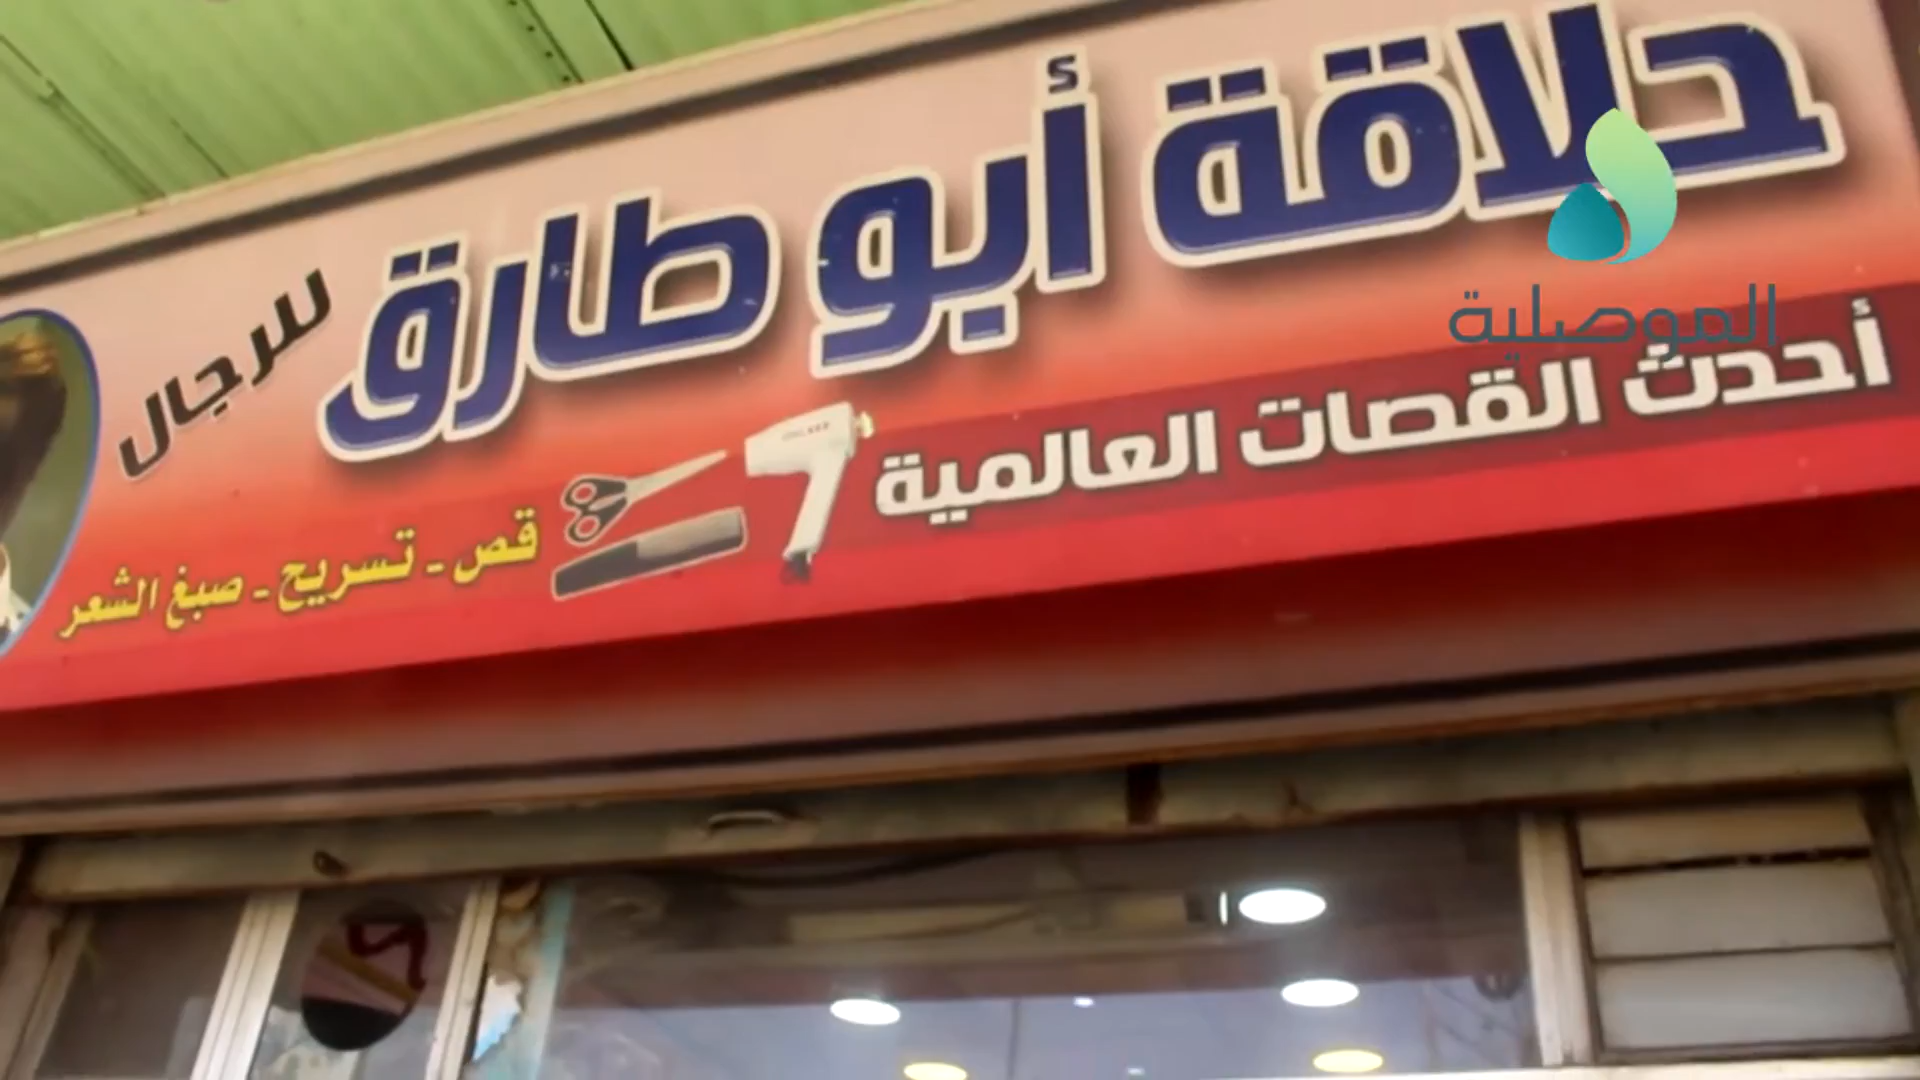 حلاقة أبو طارق للرجال
أحدث القصات العالمية
قص - تسريح - صبغ الشعر
الموصلية